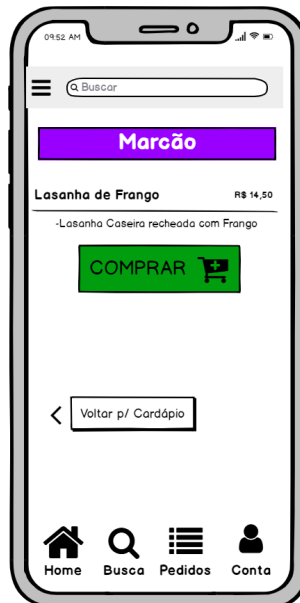 09:52 AM
Buscar
Marcão
Lasanha de Frango R$ 14,50
-Lasanha Caseira recheada com Frango
COMPRAR
Voltar p/ Cardápio
Home Busca Pedidos Conta